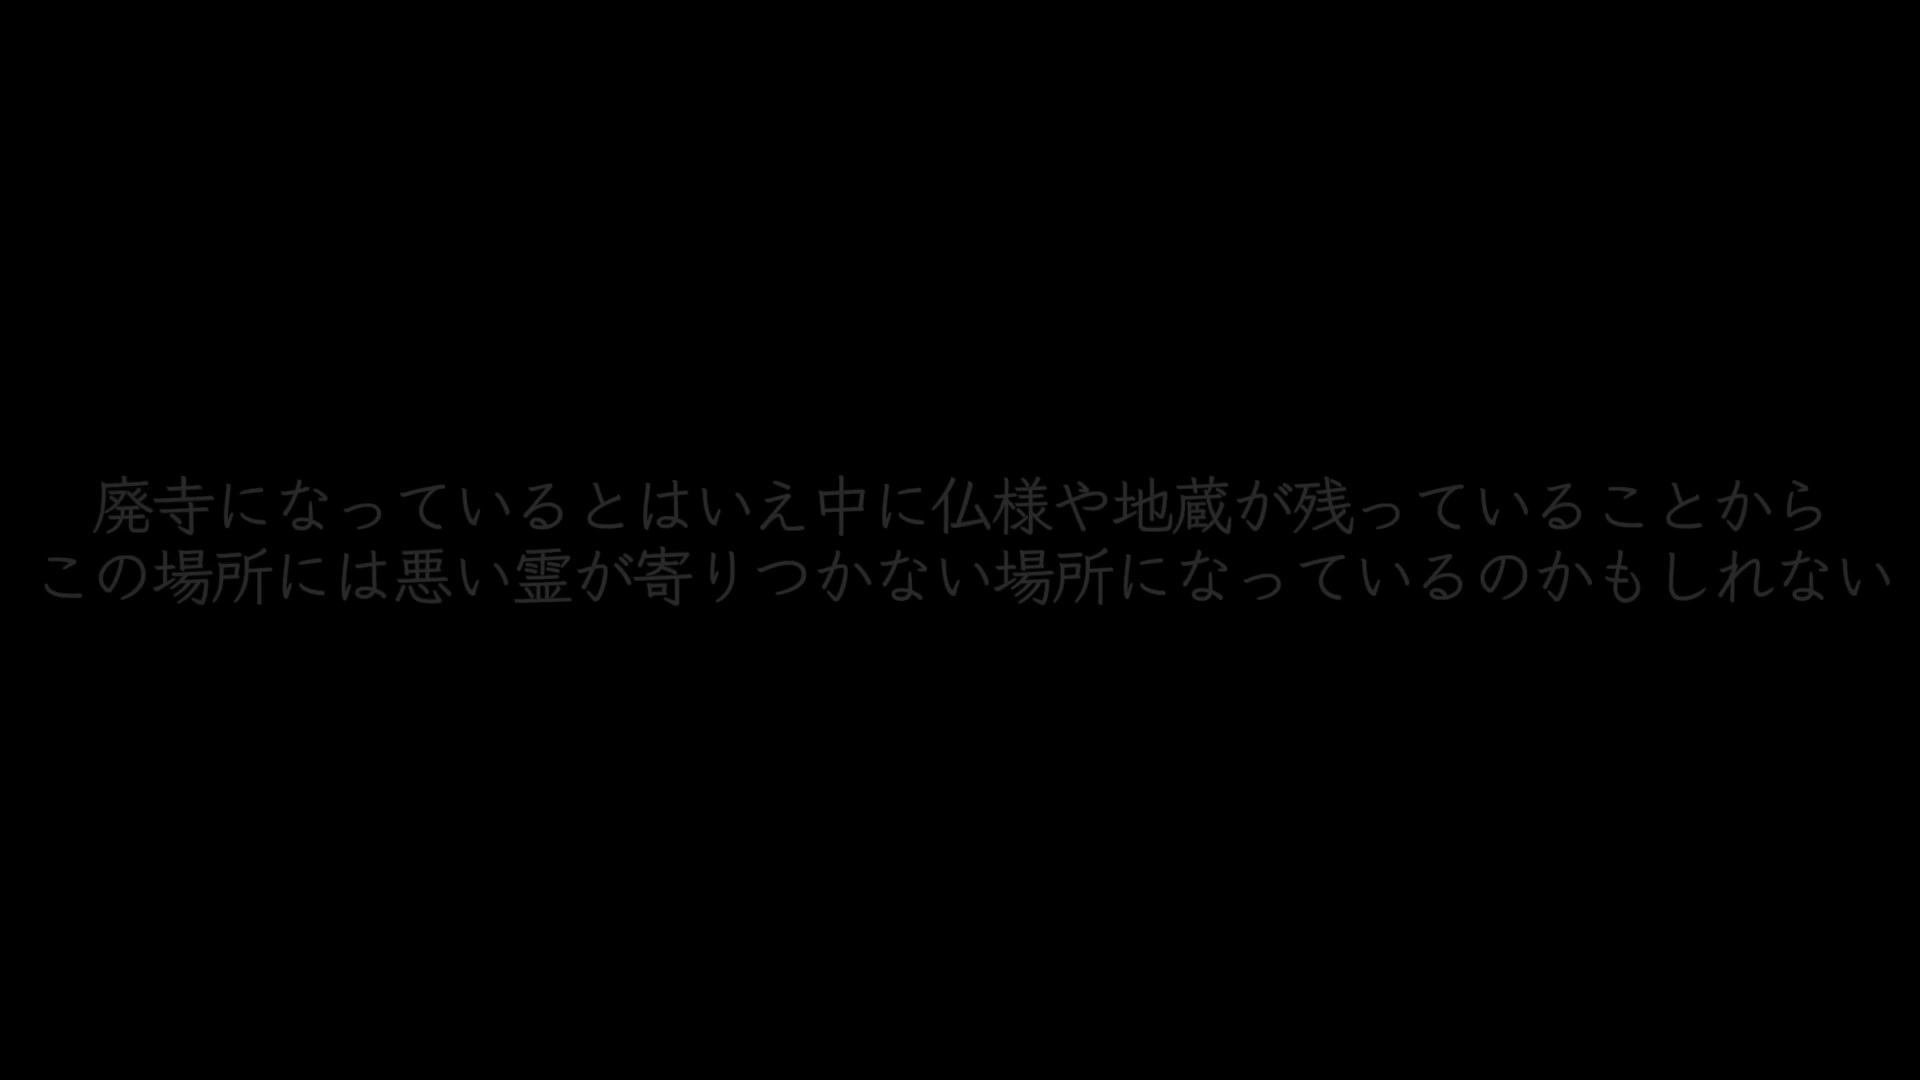 廃寺になっているとはいえ中に仏様や地蔵が残っていることから
この場所には悪い霊が寄りつかない場所になっているのかもしれない